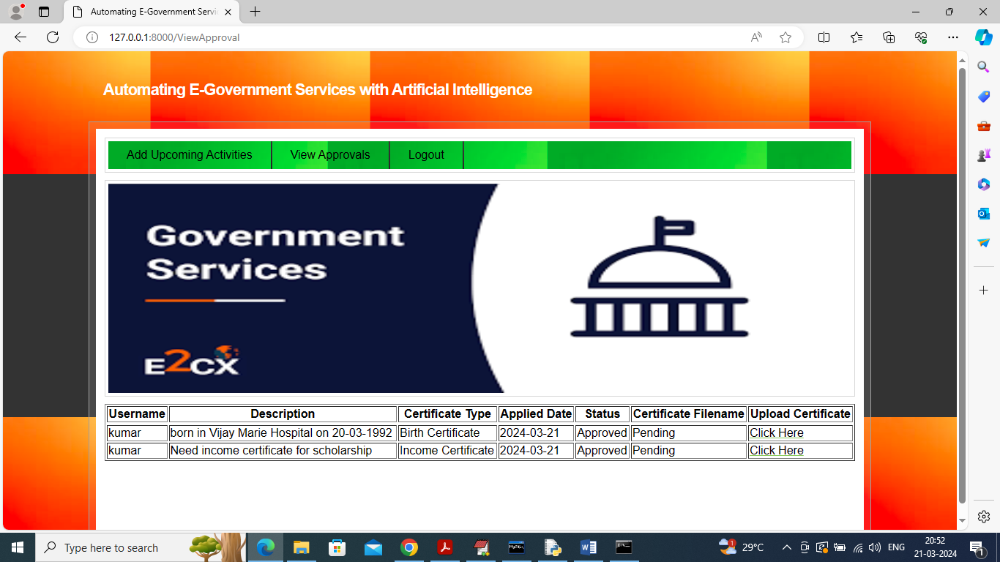 Automating E-Government Servic
127.0.0.1:8000/ViewApproval
Automating E-Government Services with Artificial Intelligence
Add Upcoming Activities View Approvals Logout
Government
Services
E2CX
Username Description Certificate Type Applied Date Status Certificate Filename Upload Certificate
kumar born in Vijay Marie Hospital on 20-03-1992 Birth Certificate 2024-03-21 Approved Pending Click Here
kumar Need income certificate for scholarship Income Certificate 2024-03-21 Approved Pending Click Here
Type here to search
1
29°C
ENG
20:52
21-03-2024
1